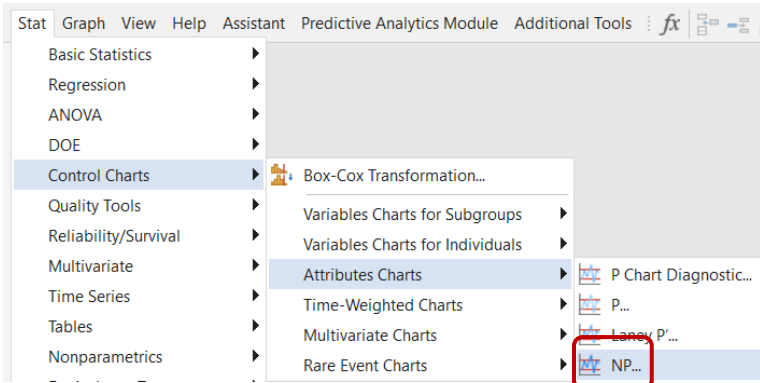 Stat Graph View Help Assistant Predictive Analytics Module Additional Tools fx
Basic Statistics
Regression
ANOVA
DOE
Control Charts
Quality Tools
Reliability/Survival
Multivariate
Time Series
Tables
Nonparametrics
Box-Cox Transformation...
Variables Charts for Subgroups
Variables Charts for Individuals
Attributes Charts
Time-Weighted Charts
Multivariate Charts
Rare Event Charts
P Chart Diagnostic...
P...
Laney P'...
NP...